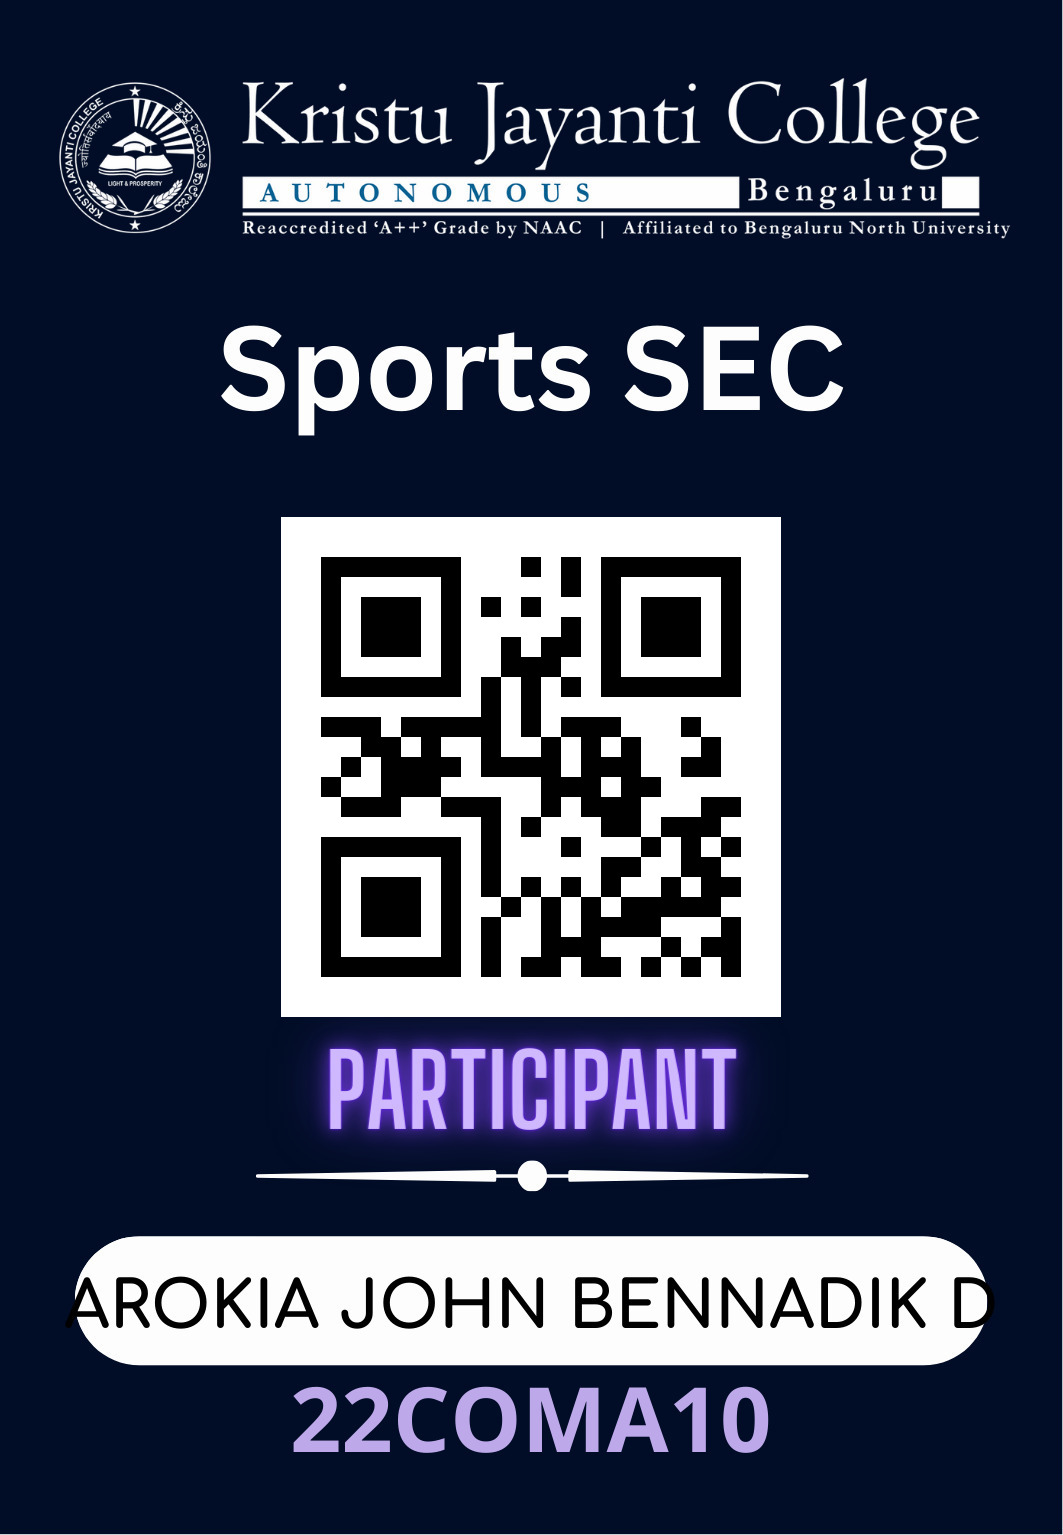 KRISTU JAYANTI COLLEGE
ज्योतिसंवाद्याय
ಕ್ರಿಸ್ತು ಜಯಂತಿ ಕಾಲೇಜು
LIGHT & PROSPERITY
Kristu Jayanti College
AUTONOMOUS Bengaluru
Reaccredited ‘A++’ Grade by NAAC | Affiliated to Bengaluru North University
Sports SEC
PARTICIPANT
AROKIA JOHN BENNADIK D
22COMA10